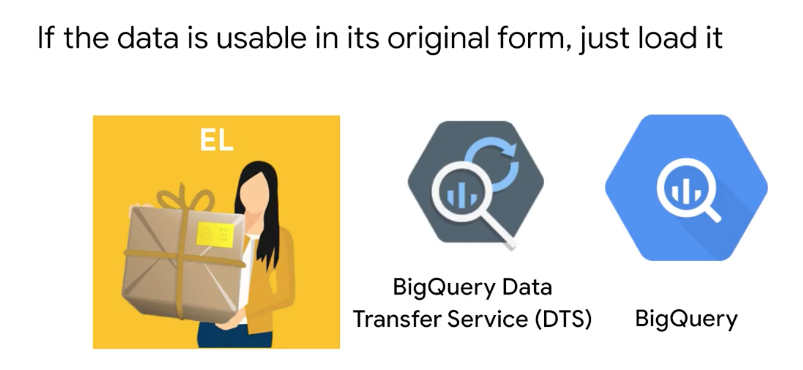 If the data is usable in its original form, just load it
EL
BigQuery Data
Transfer Service (DTS)
BigQuery